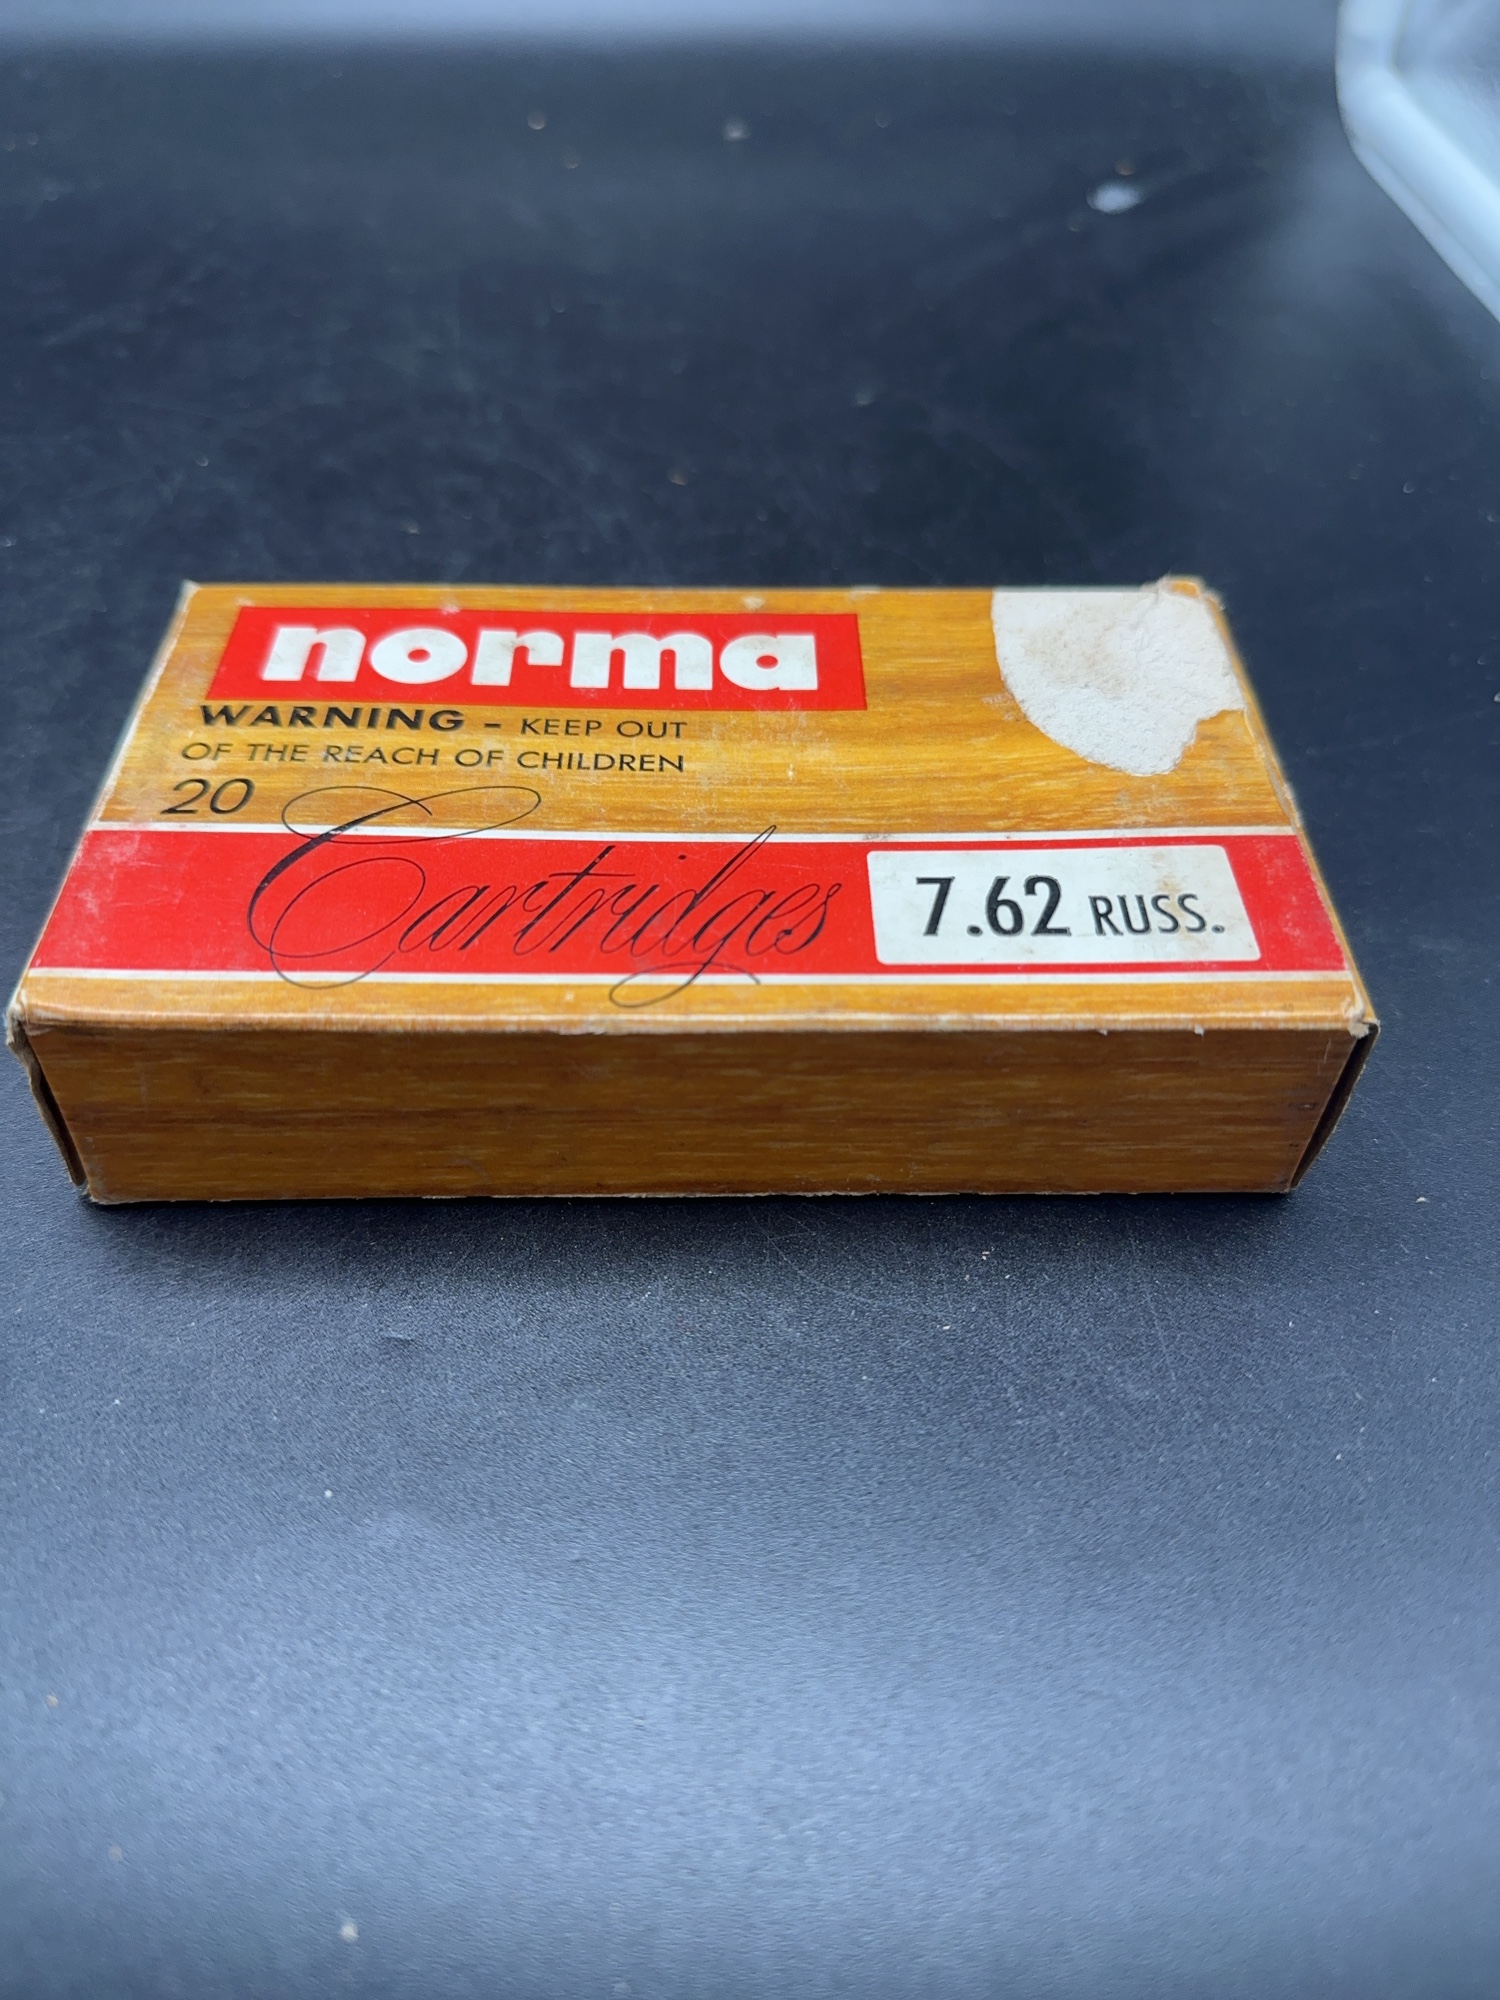 norma
WARNING - KEEP OUT
OF THE REACH OF CHILDREN
20 Cartridges
7.62 RUSS.